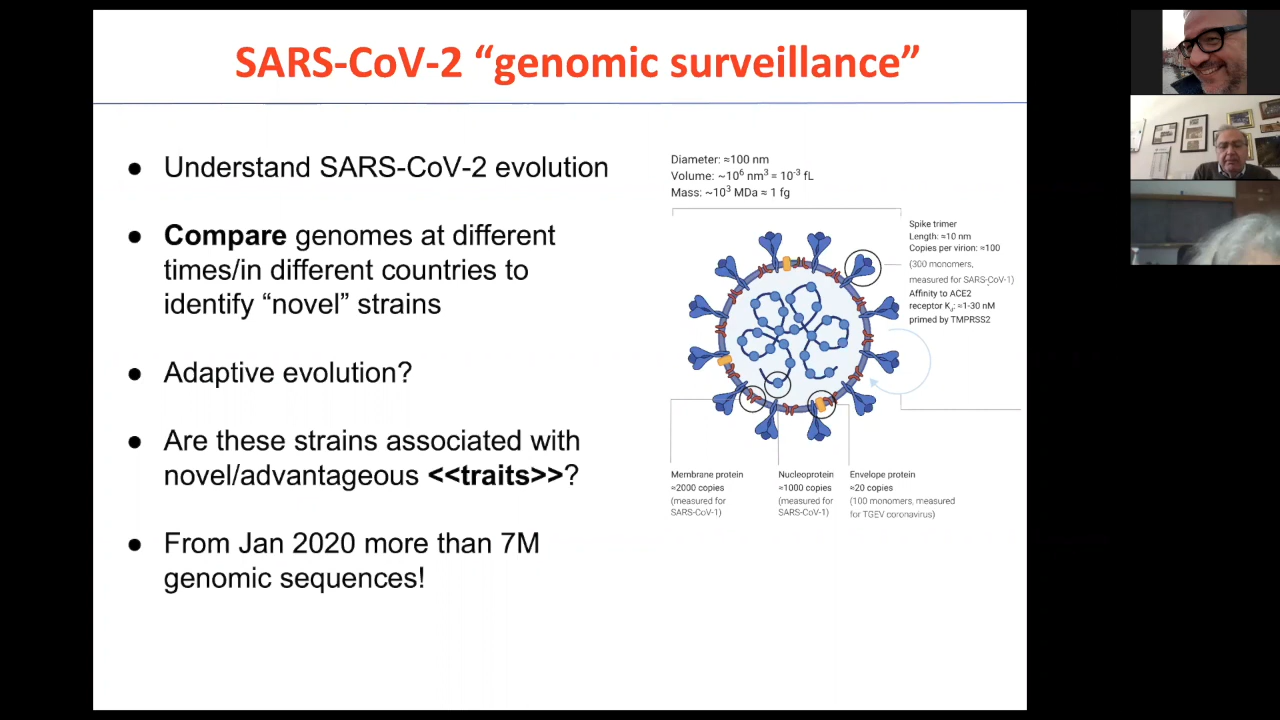 SARS-CoV-2 “genomic surveillance”
● Understand SARS-CoV-2 evolution
● Compare genomes at different
times/in different countries to
identify “novel” strains
● Adaptive evolution?
● Are these strains associated with
novel/advantageous <<traits>>?
● From Jan 2020 more than 7M
genomic sequences!
Diameter: ≈100 nm
Volume: ~10⁶ nm³ = 10⁻³ fL
Mass: ~10³ MDa ≈ 1 fg
Spike trimer
Length: ≈10 nm
Copies per virion: ≈100
(300 monomers,
measured for SARS-CoV-1)
Affinity to ACE2
receptor Kd: ≈1-30 nM
primed by TMPRSS2
Membrane protein
≈2000 copies
(measured for
SARS-CoV-1)
Nucleoprotein
≈1000 copies
(measured for
SARS-CoV-1)
Envelope protein
≈20 copies
(100 monomers, measured
for TGEV coronavirus)